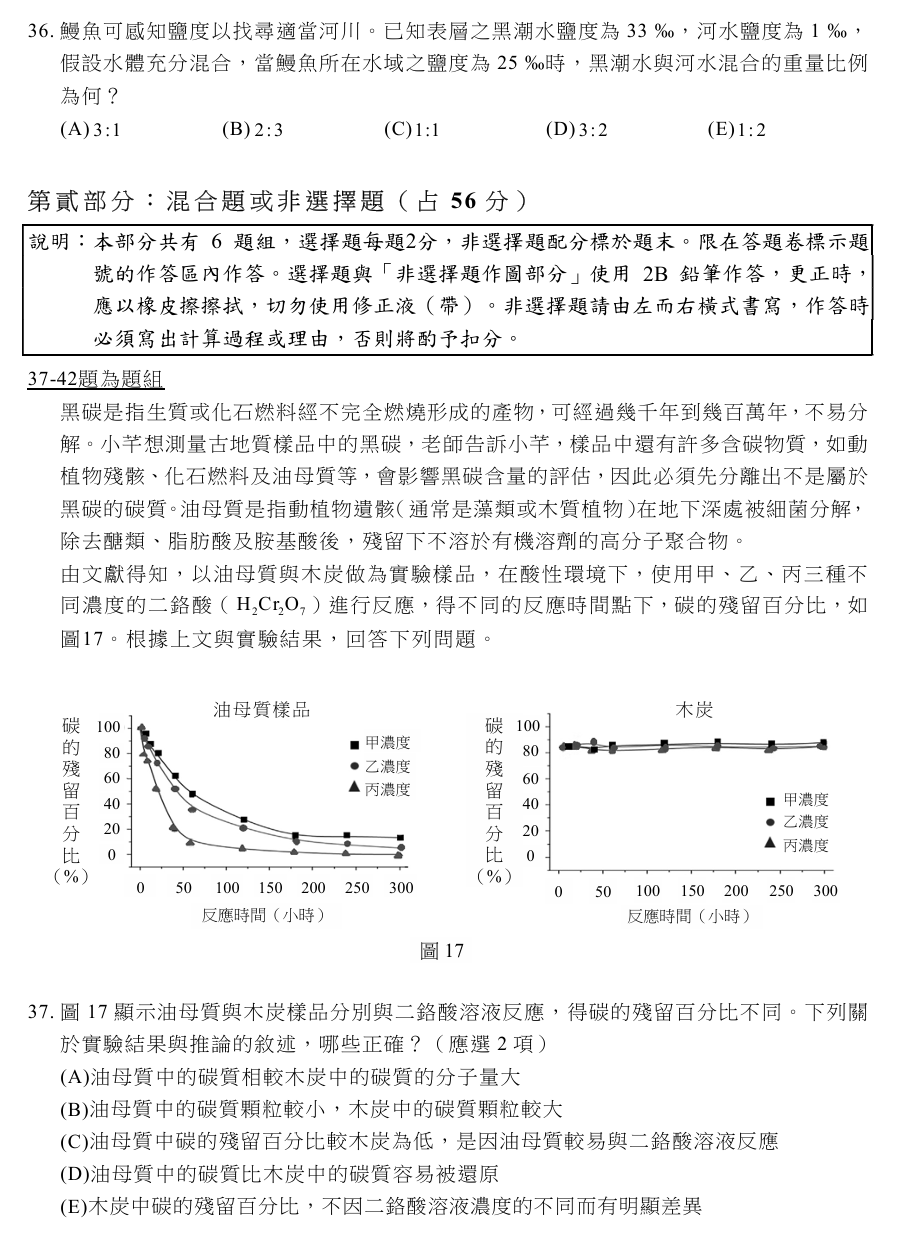 36. 鰻魚可感知鹽度以找尋適當河川。已知表層之黑潮水鹽度為 33 ‰，河水鹽度為 1 ‰，
假設水體充分混合，當鰻魚所在水域之鹽度為 25 ‰時，黑潮水與河水混合的重量比例
為何？
(A) 3:1 (B) 2:3 (C) 1:1 (D) 3:2 (E) 1:2
第貳部分：混合題或非選擇題（占 56 分）
說明：本部分共有 6 題組，選擇題每題2分，非選擇題配分標於題末。限在答題卷標示題
號的作答區內作答。選擇題與「非選擇題作圖部分」使用 2B 鉛筆作答，更正時，
應以橡皮擦擦拭，切勿使用修正液（帶）。非選擇題請由左而右橫式書寫，作答時
必須寫出計算過程或理由，否則將酌予扣分。
37-42題為題組
黑碳是指生質或化石燃料經不完全燃燒形成的產物，可經過幾千年到幾百萬年，不易分
解。小芊想測量古地質樣品中的黑碳，老師告訴小芊，樣品中還有許多含碳物質，如動
植物殘骸、化石燃料及油母質等，會影響黑碳含量的評估，因此必須先分離出不是屬於
黑碳的碳質。油母質是指動植物遺骸（通常是藻類或木質植物）在地下深處被細菌分解，
除去醣類、脂肪酸及胺基酸後，殘留下不溶於有機溶劑的高分子聚合物。
由文獻得知，以油母質與木炭做為實驗樣品，在酸性環境下，使用甲、乙、丙三種不
同濃度的二鉻酸（H₂Cr₂O₇）進行反應，得不同的反應時間點下，碳的殘留百分比，如
圖17。根據上文與實驗結果，回答下列問題。
油母質樣品
碳的殘留百分比（%）
100
80
60
40
20
0
甲濃度
乙濃度
丙濃度
0 50 100 150 200 250 300
反應時間（小時）
木炭
碳的殘留百分比（%）
100
80
60
40
20
0
甲濃度
乙濃度
丙濃度
0 50 100 150 200 250 300
反應時間（小時）
圖 17
37. 圖 17 顯示油母質與木炭樣品分別與二鉻酸溶液反應，得碳的殘留百分比不同。下列關
於實驗結果與推論的敘述，哪些正確？（應選 2 項）
(A)油母質中的碳質相較木炭中的碳質的分子量大
(B)油母質中的碳質顆粒較小，木炭中的碳質顆粒較大
(C)油母質中碳的殘留百分比較木炭為低，是因油母質較易與二鉻酸溶液反應
(D)油母質中的碳質比木炭中的碳質容易被還原
(E)木炭中碳的殘留百分比，不因二鉻酸溶液濃度的不同而有明顯差異